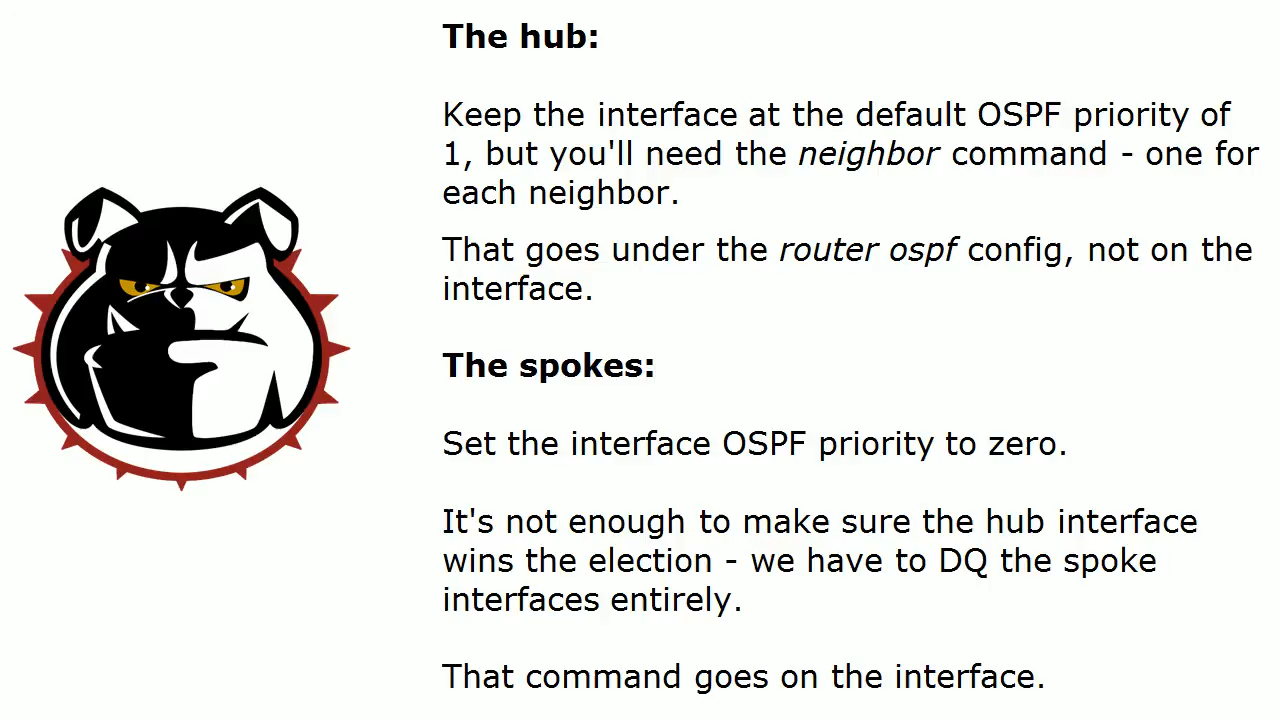 The hub:
Keep the interface at the default OSPF priority of
1, but you'll need the neighbor command - one for
each neighbor.
That goes under the router ospf config, not on the
interface.
The spokes:
Set the interface OSPF priority to zero.
It's not enough to make sure the hub interface
wins the election - we have to DQ the spoke
interfaces entirely.
That command goes on the interface.